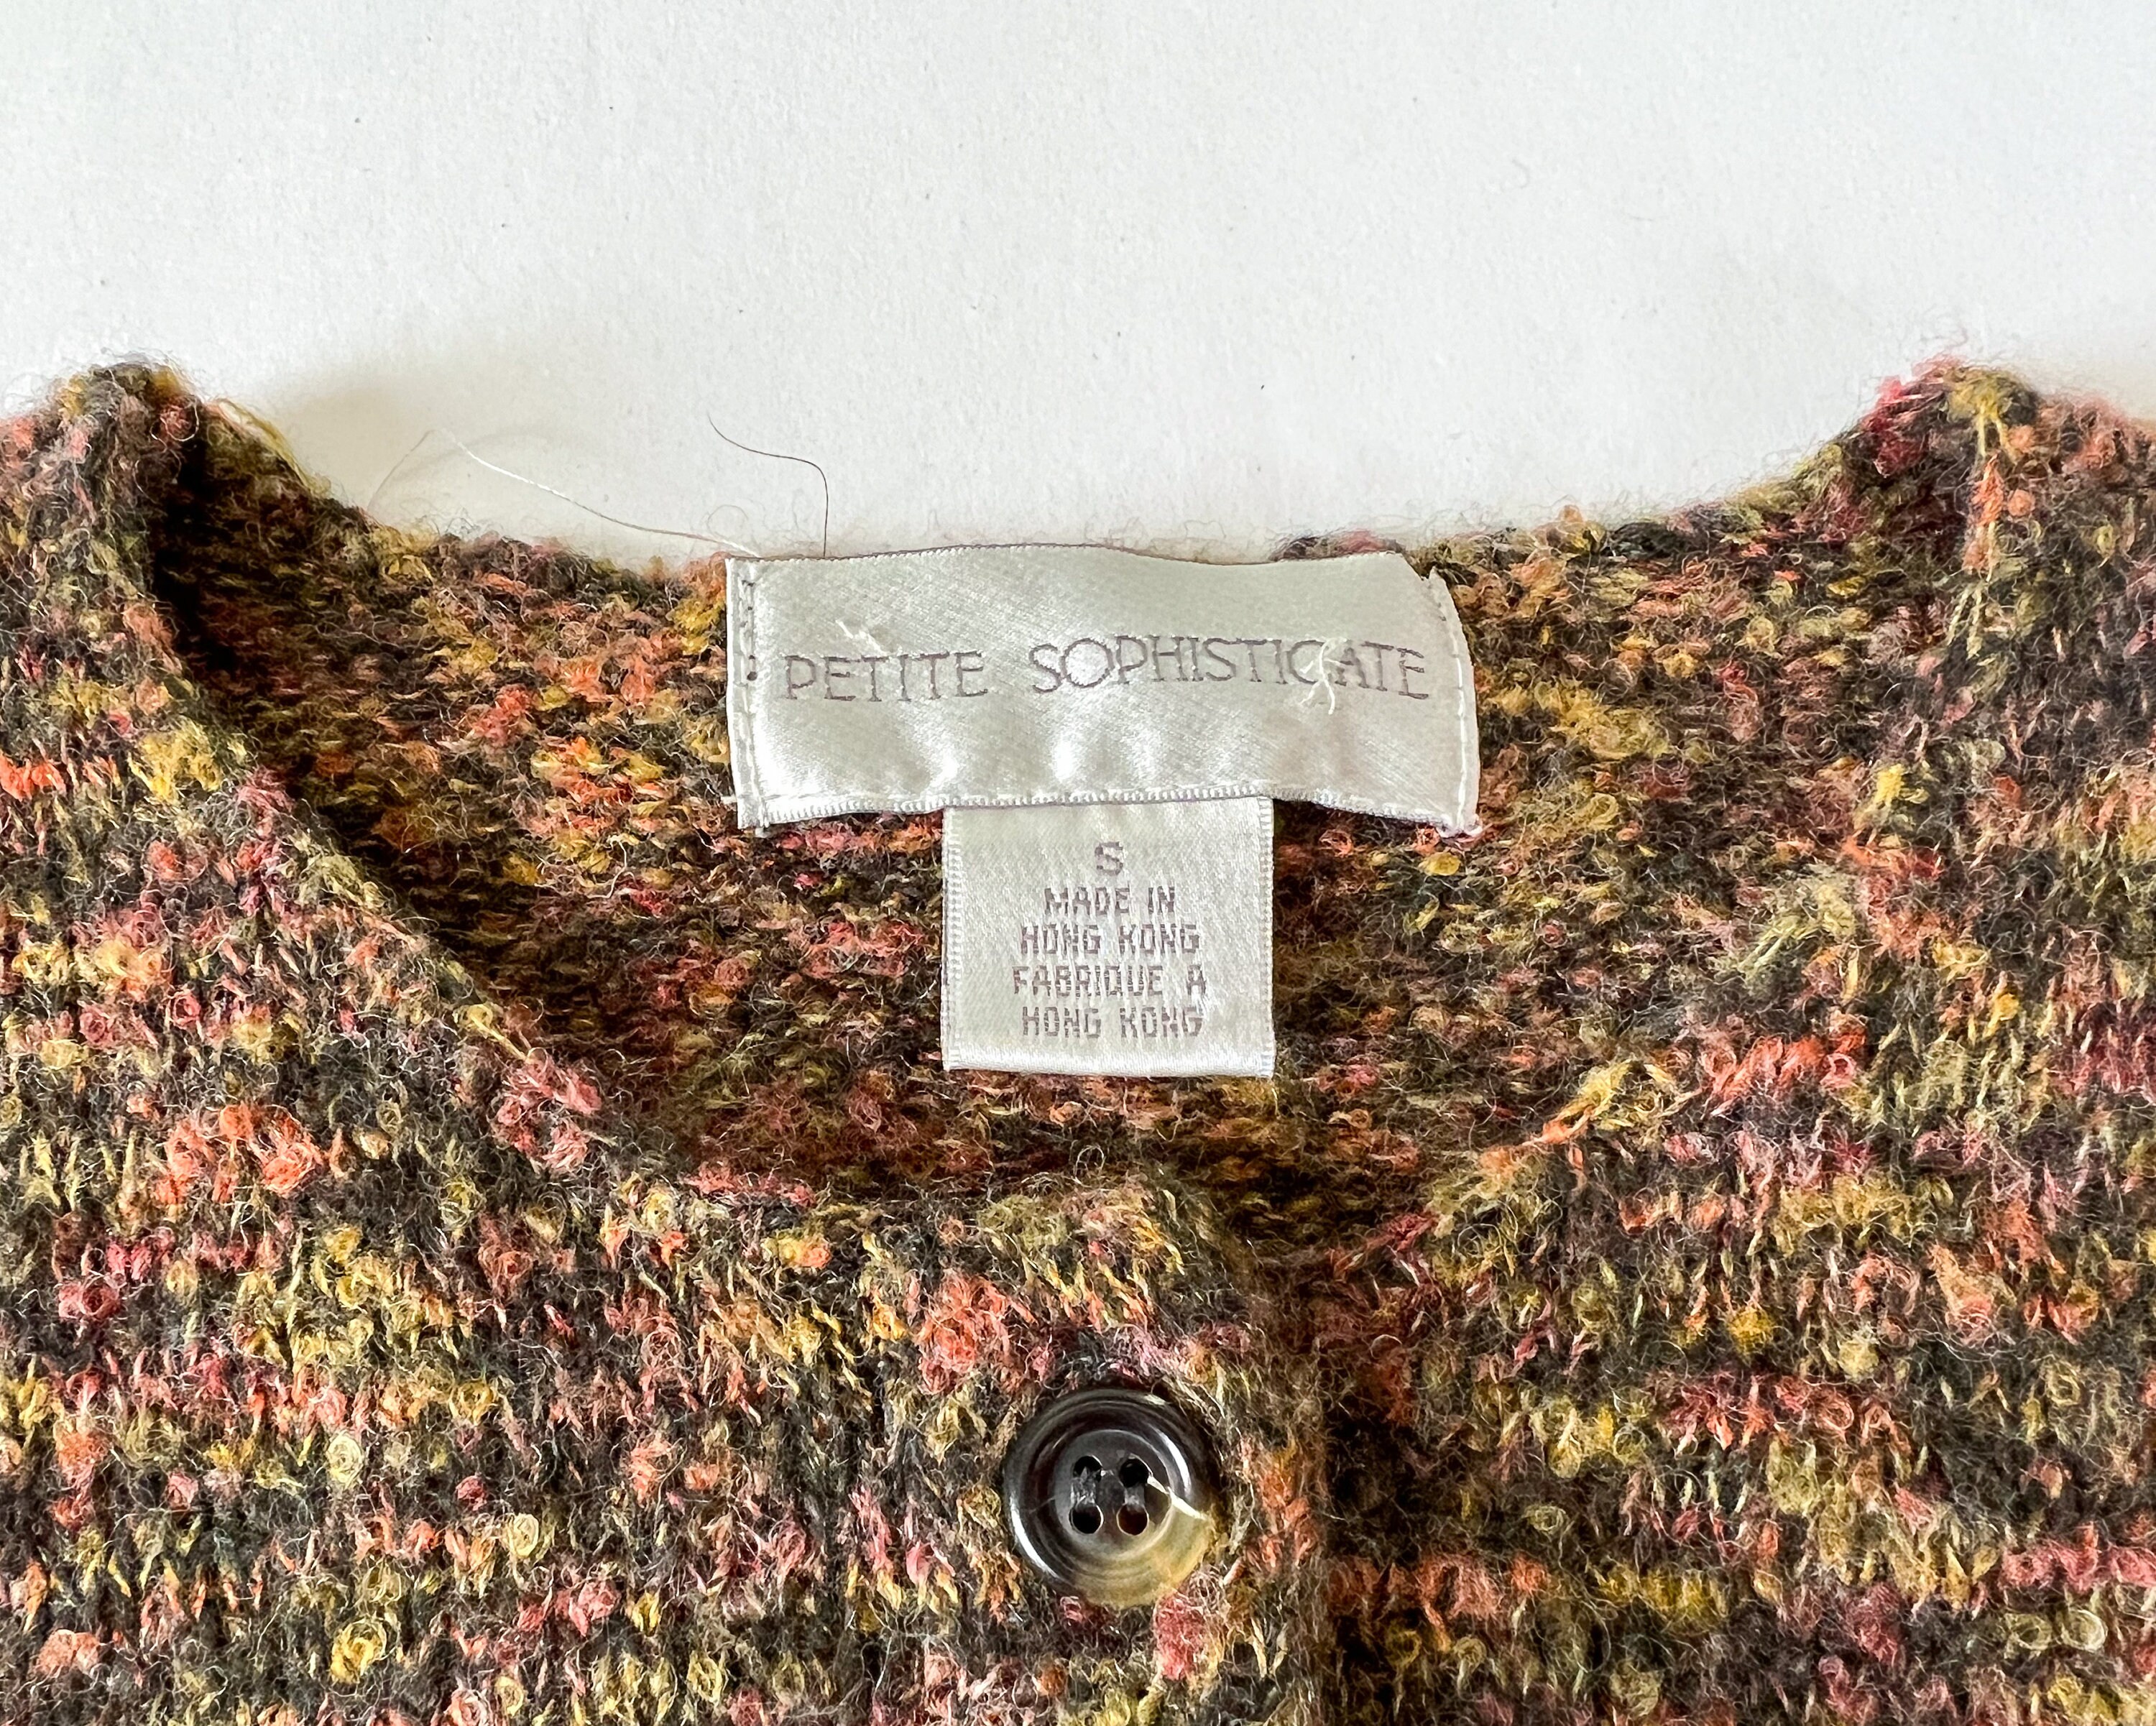 PETITE SOPHISTICATE
S
MADE IN
HONG KONG
FABRIQUE A
HONG KONG